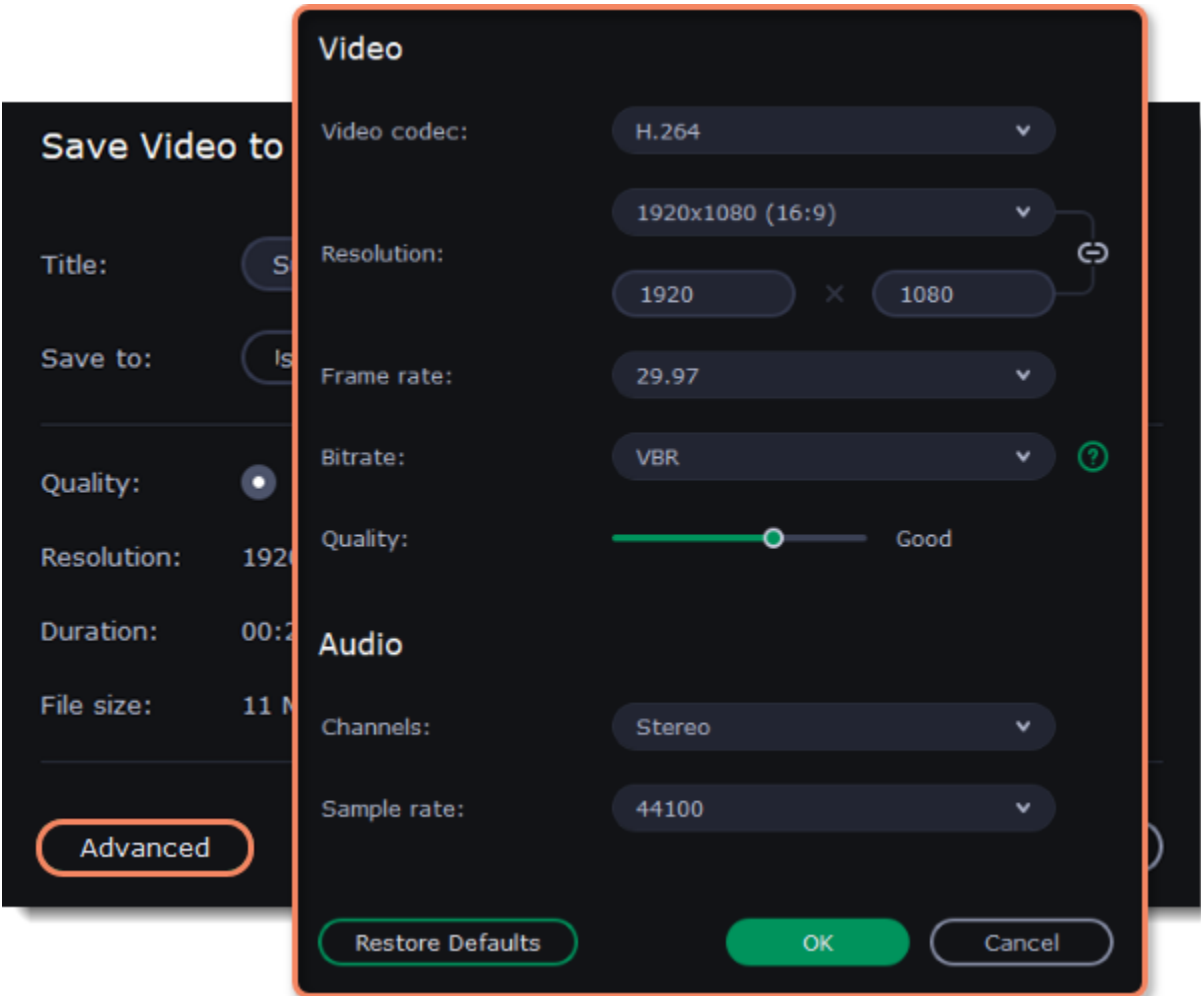 Save Video to
Title:
Save to:
Quality:
Resolution:
Duration:
File size:
Advanced
Video
Video codec: H.264
1920x1080 (16:9)
Resolution:
1920 × 1080
Frame rate: 29.97
Bitrate: VBR ?
Quality: Good
Audio
Channels: Stereo
Sample rate: 44100
Restore Defaults OK Cancel